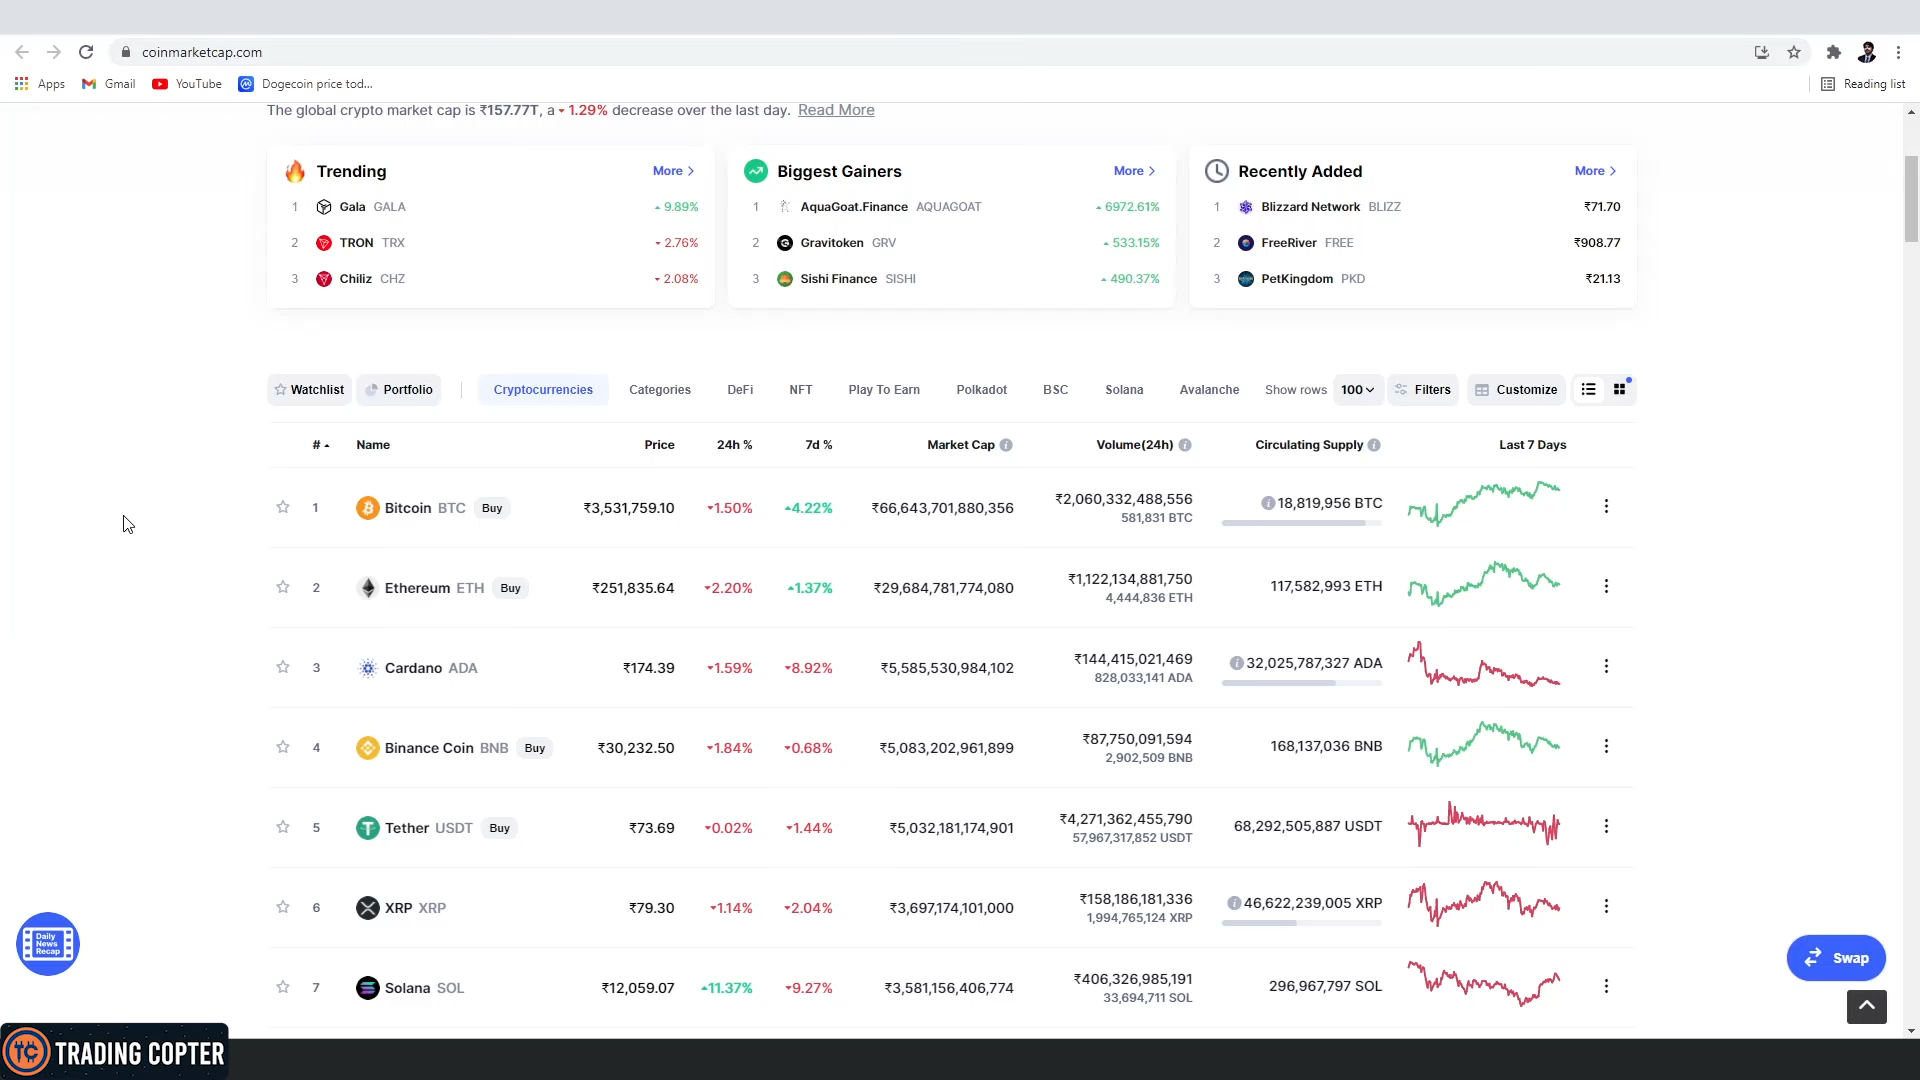 coinmarketcap.com
Apps Gmail YouTube Dogecoin price tod... Reading list
The global crypto market cap is ₹157.77T, a 1.29% decrease over the last day. Read More
Trending More
1 Gala GALA 9.89%
2 TRON TRX 2.76%
3 Chiliz CHZ 2.08%
Biggest Gainers More
1 AquaGoat.Finance AQUAGOAT 6972.61%
2 Gravitoken GRV 533.15%
3 Sishi Finance SISHI 490.37%
Recently Added More
1 Blizzard Network BLIZZ ₹71.70
2 FreeRiver FREE ₹908.77
3 PetKingdom PKD ₹21.13
Watchlist Portfolio Cryptocurrencies Categories DeFi NFT Play To Earn Polkadot BSC Solana Avalanche Show rows 100 Filters Customize
# Name Price 24h % 7d % Market Cap Volume(24h) Circulating Supply Last 7 Days
1 Bitcoin BTC Buy ₹3,531,759.10 1.50% 4.22% ₹66,643,701,880,356 ₹2,060,332,488,556 18,819,956 BTC
581,831 BTC
2 Ethereum ETH Buy ₹251,835.64 2.20% 1.37% ₹29,684,781,774,080 ₹1,122,134,881,750 117,582,993 ETH
4,444,836 ETH
3 Cardano ADA ₹174.39 1.59% 8.92% ₹5,585,530,984,102 ₹144,415,021,469 32,025,787,327 ADA
828,033,141 ADA
4 Binance Coin BNB Buy ₹30,232.50 1.84% 0.68% ₹5,083,202,961,899 ₹87,750,091,594 168,137,036 BNB
2,902,509 BNB
5 Tether USDT Buy ₹73.69 0.02% 1.44% ₹5,032,181,174,901 ₹4,271,362,455,790 68,292,505,887 USDT
57,967,317,852 USDT
6 XRP XRP ₹79.30 1.14% 2.04% ₹3,697,174,101,000 ₹158,186,181,336 46,622,239,005 XRP
1,994,765,124 XRP
7 Solana SOL ₹12,059.07 11.37% 9.27% ₹3,581,156,406,774 ₹406,326,985,191 296,967,797 SOL
33,694,711 SOL
Daily
News
Recap
Swap
TC TRADING COPTER